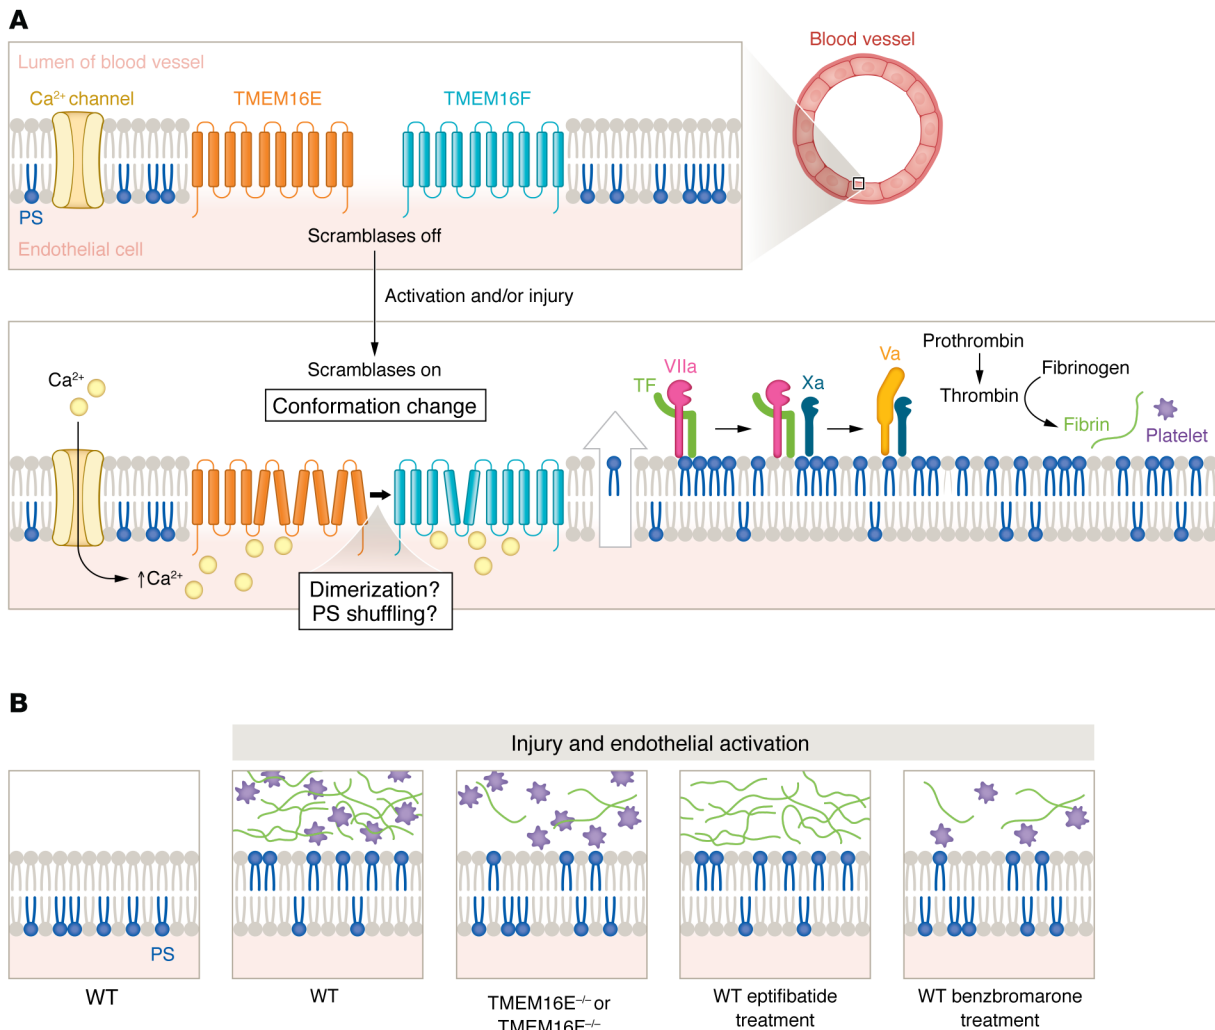 A
Blood vessel
Lumen of blood vessel
Ca²⁺ channel
TMEM16E
TMEM16F
PS
Endothelial cell
Scramblases off
Activation and/or injury
Scramblases on
Conformation change
Ca²⁺
↑Ca²⁺
Dimerization?
PS shuffling?
TF
VIIa
Xa
Va
Prothrombin
Thrombin
Fibrinogen
Fibrin
Platelet
B
Injury and endothelial activation
PS
WT
WT
TMEM16E⁻/⁻ or
TMEM16F⁻/⁻
WT eptifibatide
treatment
WT benzbromarone
treatment